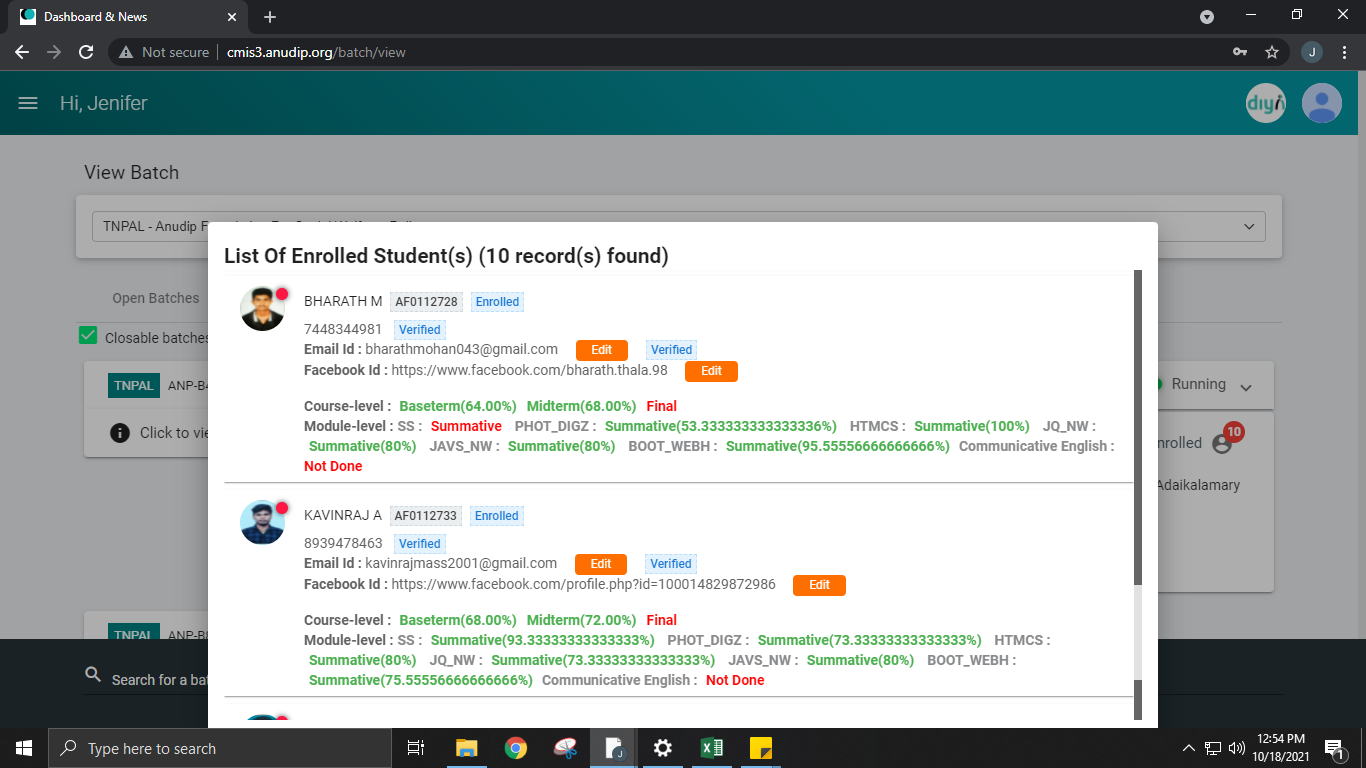 Dashboard & News
Not secure
cmis3.anudip.org/batch/view
J
Hi, Jenifer
diyi
View Batch
TNPAL - Anudip
Open Batches
Closable batches
TNPAL ANP-B4
Running
Click to vie
nrolled 10
Adaikalamary
List Of Enrolled Student(s) (10 record(s) found)
BHARATH M AF0112728 Enrolled
7448344981 Verified
Email Id : bharathmohan043@gmail.com Edit Verified
Facebook Id : https://www.facebook.com/bharath.thala.98 Edit
Course-level : Baseterm(64.00%) Midterm(68.00%) Final
Module-level : SS : Summative PHOT_DIGZ : Summative(53.333333333333336%) HTMCS : Summative(100%) JQ_NW :
Summative(80%) JAVS_NW : Summative(80%) BOOT_WEBH : Summative(95.55556666666666%) Communicative English :
Not Done
KAVINRAJ A AF0112733 Enrolled
8939478463 Verified
Email Id : kavinrajmass2001@gmail.com Edit Verified
Facebook Id : https://www.facebook.com/profile.php?id=100014829872986 Edit
Course-level : Baseterm(68.00%) Midterm(72.00%) Final
Module-level : SS : Summative(93.33333333333333%) PHOT_DIGZ : Summative(73.33333333333333%) HTMCS :
Summative(80%) JQ_NW : Summative(73.33333333333333%) JAVS_NW : Summative(80%) BOOT_WEBH :
Summative(75.55556666666666%) Communicative English : Not Done
TNPAL
Search for a bat
Type here to search
12:54 PM
10/18/2021
1